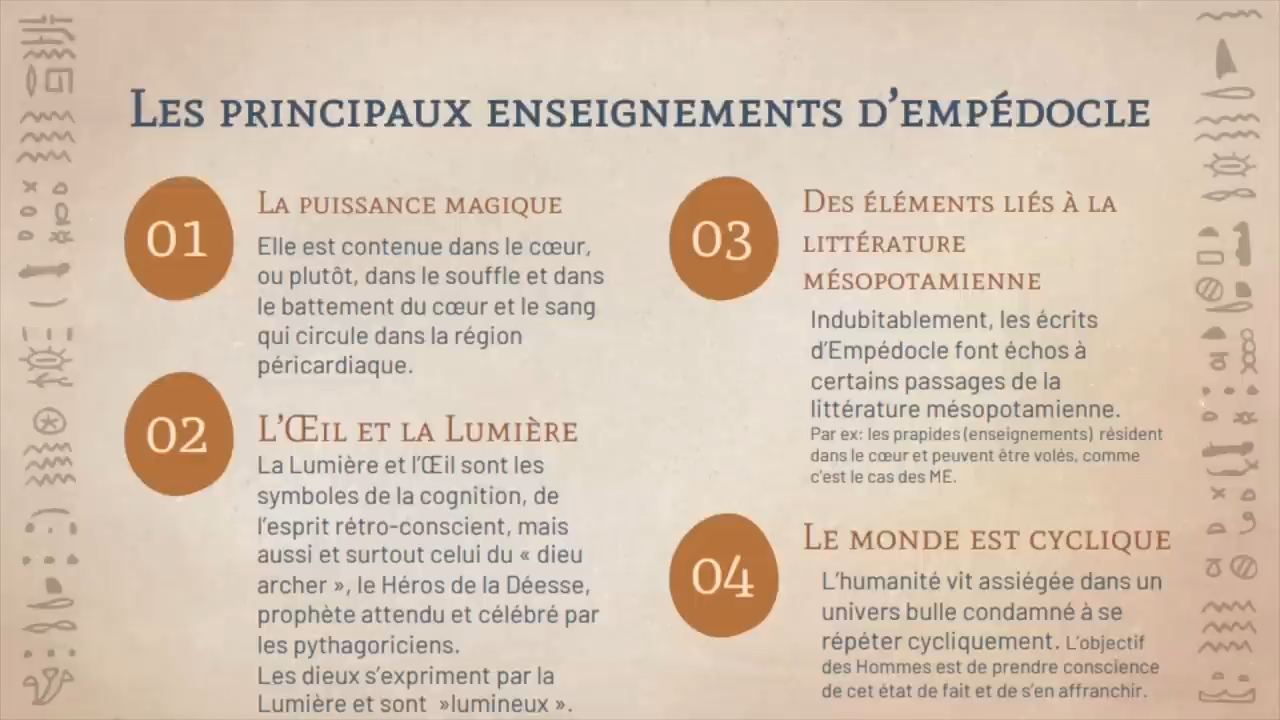 Les principaux enseignements d'empédocle
01
La puissance magique
Elle est contenue dans le cœur,
ou plutôt, dans le souffle et dans
le battement du cœur et le sang
qui circule dans la région
péricardiaque.
02
L'Œil et la Lumière
La Lumière et l'Œil sont les
symboles de la cognition, de
l'esprit rétro-conscient, mais
aussi et surtout celui du « dieu
archer », le Héros de la Déesse,
prophète attendu et célébré par
les pythagoriciens.
Les dieux s'expriment par la
Lumière et sont »lumineux ».
03
Des éléments liés à la
littérature
mésopotamienne
Indubitablement, les écrits
d'Empédocle font échos à
certains passages de la
littérature mésopotamienne.
Par ex: les prapides (enseignements) résident
dans le cœur et peuvent être volés, comme
c'est le cas des ME.
04
Le monde est cyclique
L'humanité vit assiégée dans un
univers bulle condamné à se
répéter cycliquement. L'objectif
des Hommes est de prendre conscience
de cet état de fait et de s'en affranchir.